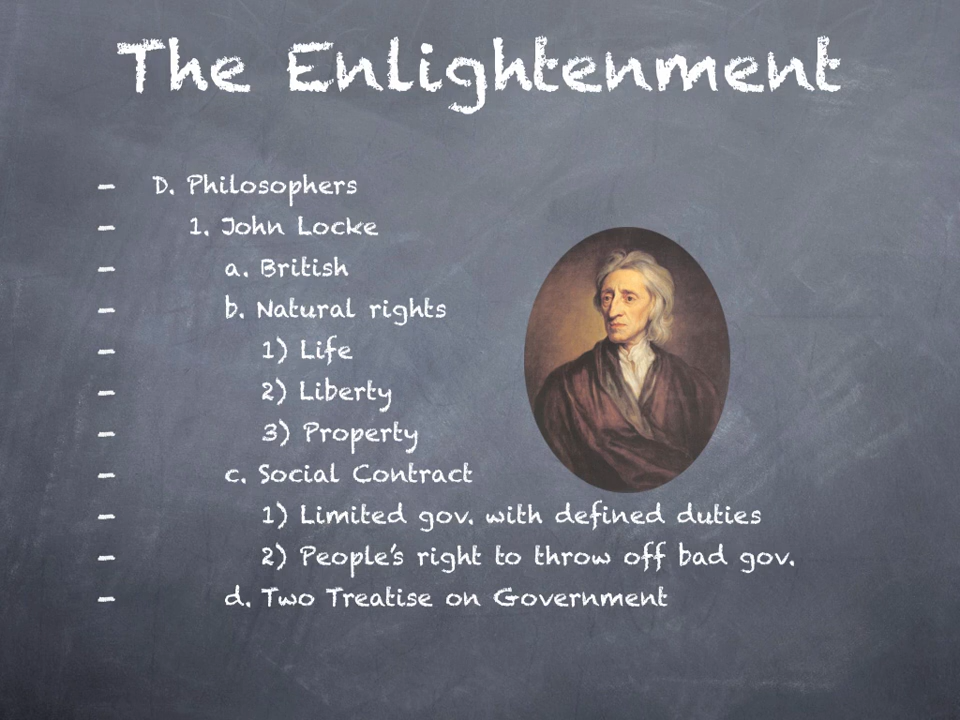 The Enlightenment
- D. Philosophers
- 1. John Locke
- a. British
- b. Natural rights
- 1) Life
- 2) Liberty
- 3) Property
- c. Social Contract
- 1) Limited gov. with defined duties
- 2) People's right to throw off bad gov.
- d. Two Treatise on Government